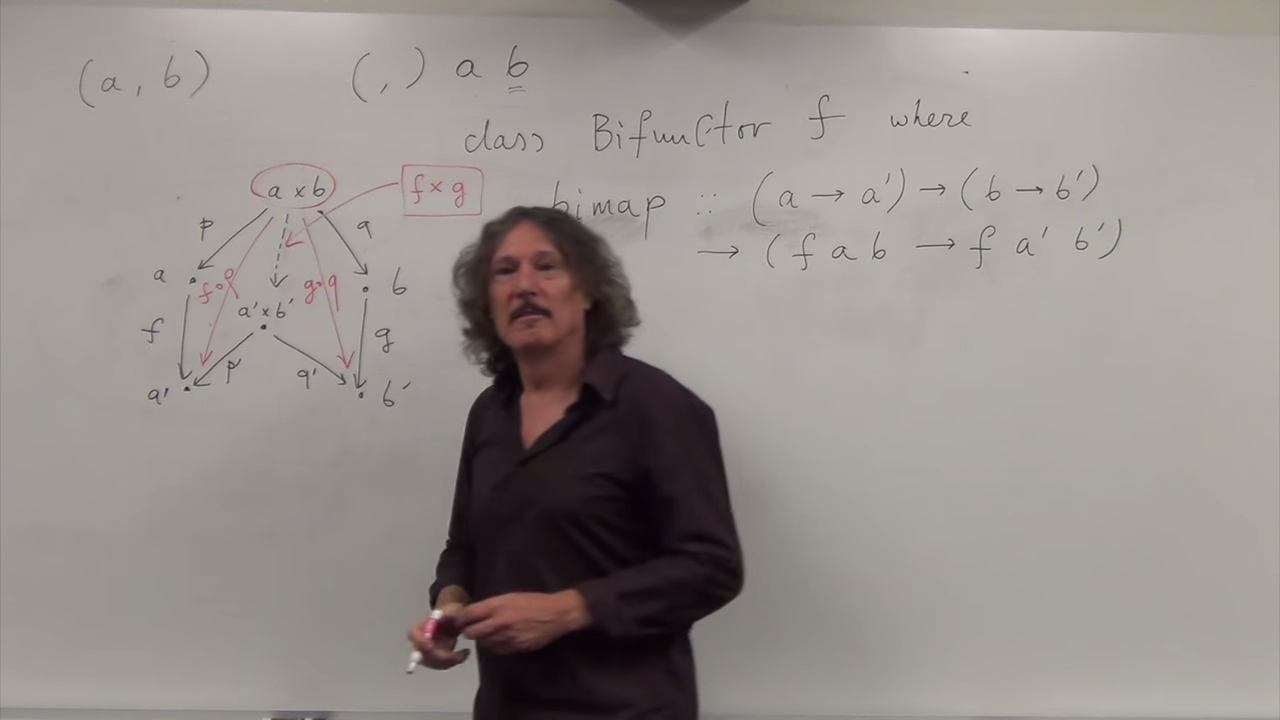 (a, b) (,) a b
class Bifunctor f where
a × b f × g
bimap :: (a → a') → (b → b')
p q
→ (f a b → f a' b')
a f∘p g∘q b
a' × b'
f g
p' q'
a' b'